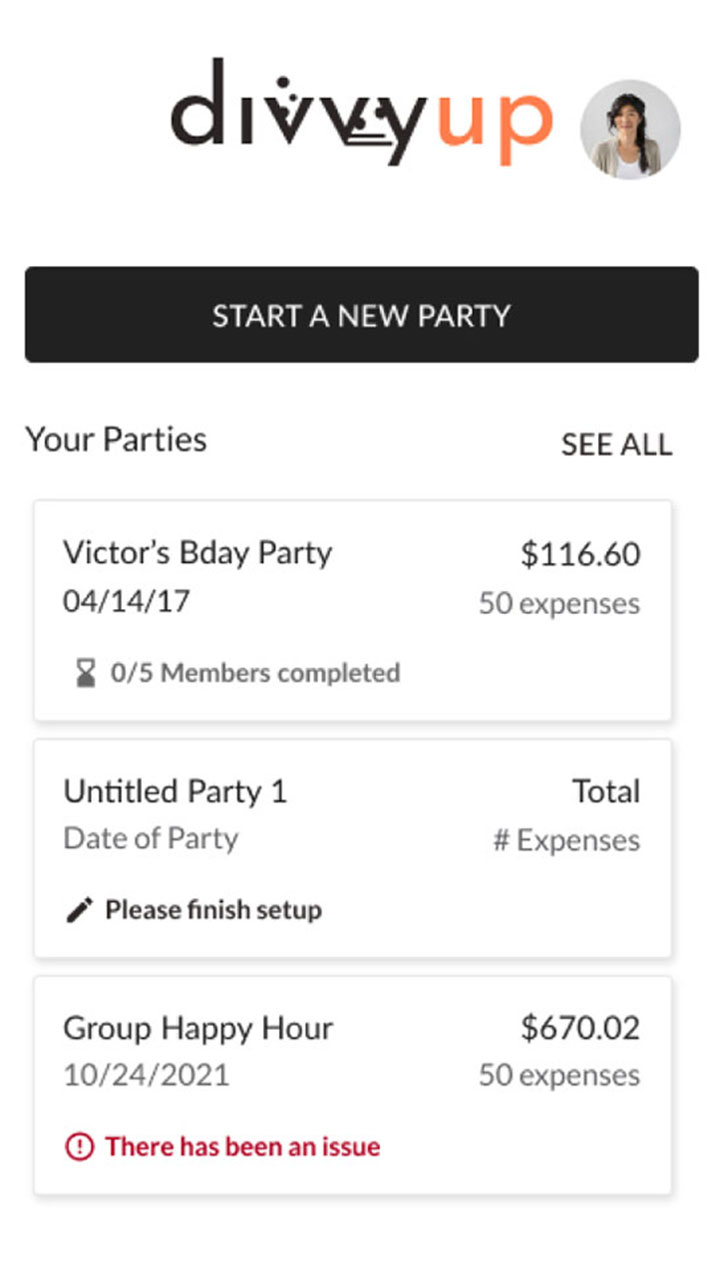 divvyup
START A NEW PARTY
Your Parties
SEE ALL
Victor’s Bday Party
$116.60
04/14/17
50 expenses
0/5 Members completed
Untitled Party 1
Total
Date of Party
# Expenses
Please finish setup
Group Happy Hour
$670.02
10/24/2021
50 expenses
There has been an issue